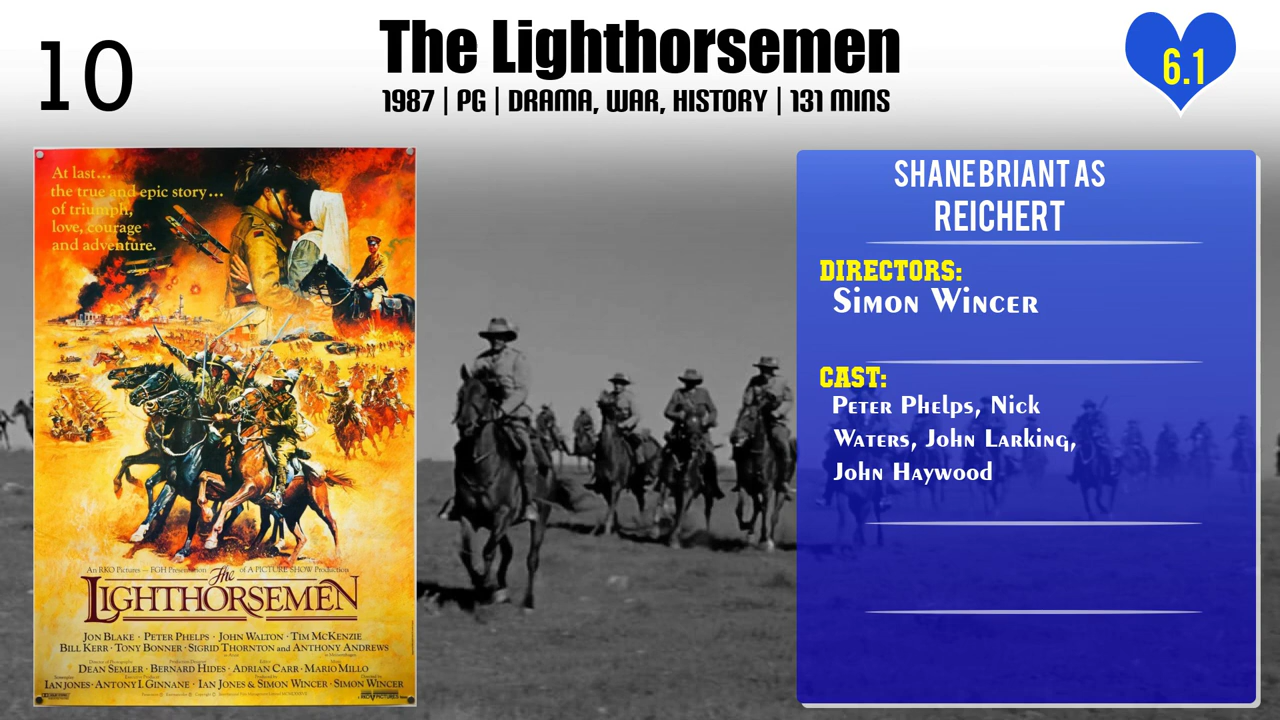 10
The Lighthorsemen
1987 | PG | DRAMA, WAR, HISTORY | 131 MINS
6.1
At last...
the true and epic story...
of triumph,
love, courage
and adventure.
An RKO Pictures — FGH Presentation of A PICTURE SHOW Production
The
LIGHTHORSEMEN
JON BLAKE · PETER PHELPS · JOHN WALTON · TIM McKENZIE
BILL KERR · TONY BONNER · SIGRID THORNTON and ANTHONY ANDREWS
DEAN SEMLER · BERNARD HIDES · ADRIAN CARR · MARIO MILLO
IAN JONES · ANTONY I. GINNANE · IAN JONES & SIMON WINCER · SIMON WINCER
SHANE BRIANT AS
REICHERT
DIRECTORS:
Simon Wincer
CAST:
Peter Phelps, Nick
Waters, John Larking,
John Haywood